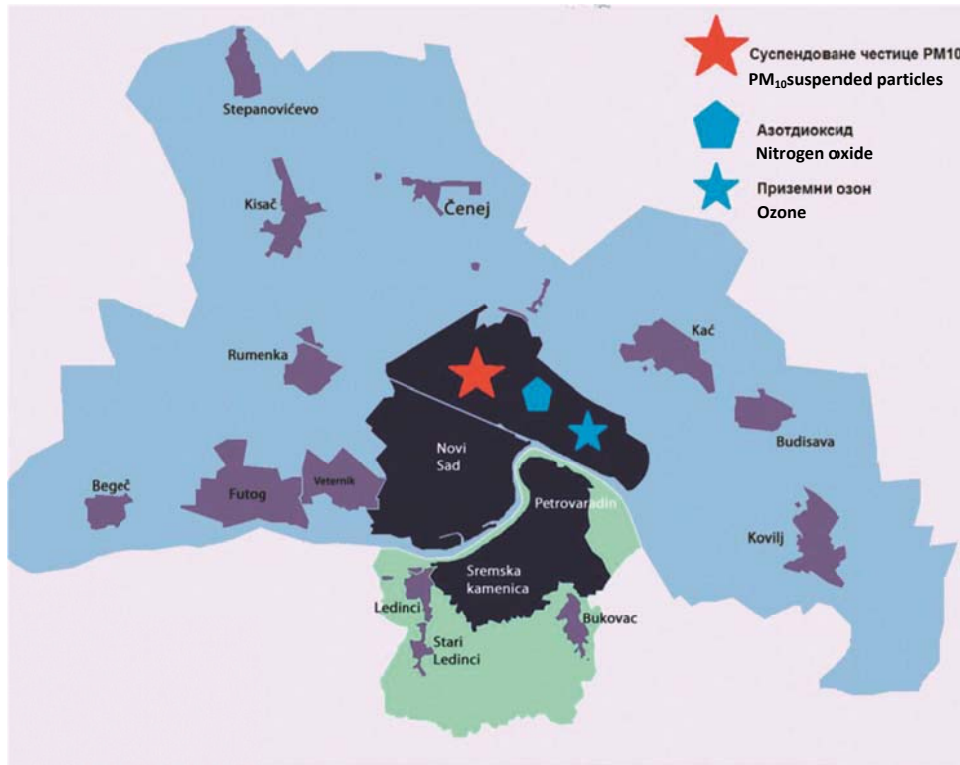 Суспендоване честице PM10
PM₁₀suspended particles
Азотдиоксид
Nitrogen oxide
Приземни озон
Ozone
Stepanovićevo
Kisač
Čenej
Rumenka
Kać
Budisava
Novi
Sad
Begeč
Futog
Veternik
Petrovaradin
Kovilj
Sremska
kamenica
Ledinci
Bukovac
Stari
Ledinci